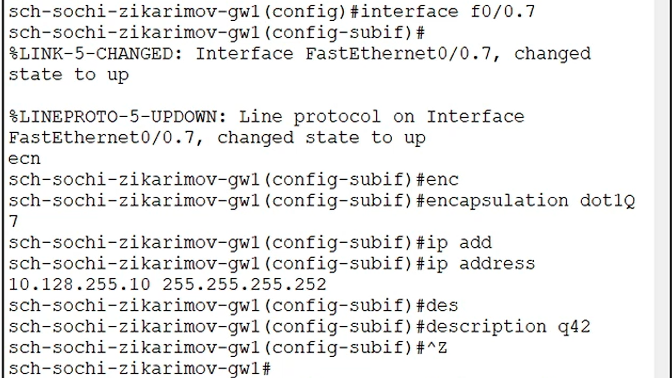 sch-sochi-zikarimov-gw1(config)#interface f0/0.7
sch-sochi-zikarimov-gw1(config-subif)#
%LINK-5-CHANGED: Interface FastEthernet0/0.7, changed
state to up
%LINEPROTO-5-UPDOWN: Line protocol on Interface
FastEthernet0/0.7, changed state to up
ecn
sch-sochi-zikarimov-gw1(config-subif)#enc
sch-sochi-zikarimov-gw1(config-subif)#encapsulation dot1Q
7
sch-sochi-zikarimov-gw1(config-subif)#ip add
sch-sochi-zikarimov-gw1(config-subif)#ip address
10.128.255.10 255.255.255.252
sch-sochi-zikarimov-gw1(config-subif)#des
sch-sochi-zikarimov-gw1(config-subif)#description q42
sch-sochi-zikarimov-gw1(config-subif)#^Z
sch-sochi-zikarimov-gw1#